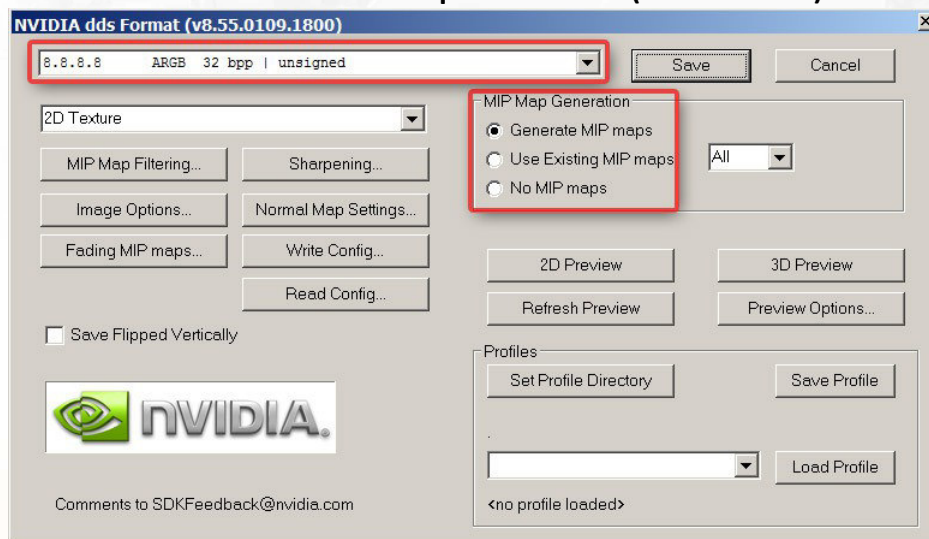 NVIDIA dds Format (v8.55.0109.1800)
8.8.8.8 ARGB 32 bpp | unsigned
Save
Cancel
2D Texture
MIP Map Generation
Generate MIP maps
Use Existing MIP maps
No MIP maps
All
MIP Map Filtering...
Sharpening...
Image Options...
Normal Map Settings...
Fading MIP maps...
Write Config...
Read Config...
2D Preview
3D Preview
Refresh Preview
Preview Options...
Save Flipped Vertically
Profiles
Set Profile Directory
Save Profile
.
Load Profile
<no profile loaded>
NVIDIA.
Comments to SDKFeedback@nvidia.com